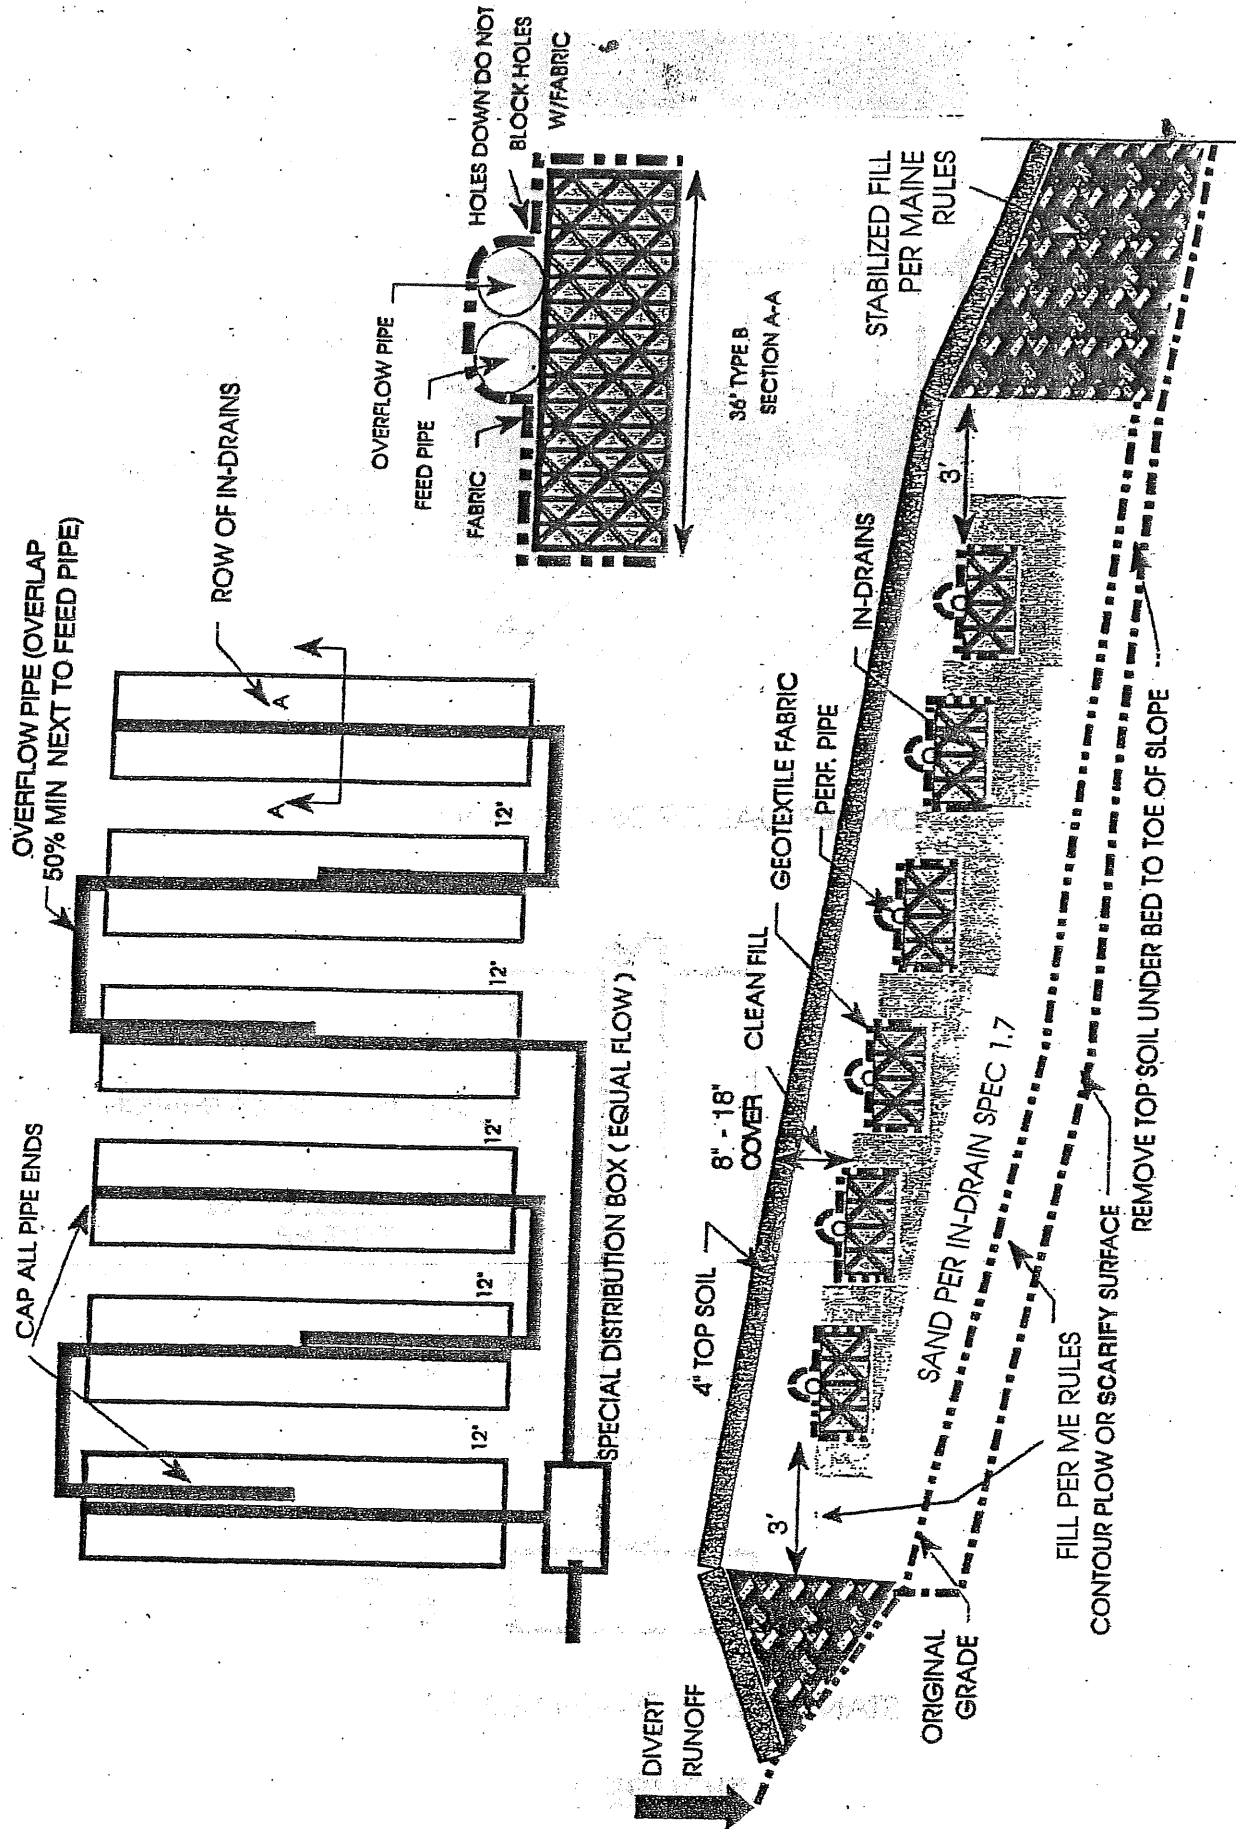 CAP ALL PIPE ENDS
OVERFLOW PIPE (OVERLAP
50% MIN NEXT TO FEED PIPE)
ROW OF IN-DRAINS
A
A
12"
12"
12"
12"
12"
SPECIAL DISTRIBUTION BOX ( EQUAL FLOW )
OVERFLOW PIPE
FEED PIPE
FABRIC
HOLES DOWN DO NOT
BLOCK HOLES
W/FABRIC
36' TYPE B
SECTION A-A
DIVERT
RUNOFF
4" TOP SOIL
8" - 18"
COVER
CLEAN FILL
GEOTEXTILE FABRIC
PERF. PIPE
IN-DRAINS
STABILIZED FILL
PER MAINE
RULES
3'
3'
SAND PER IN-DRAIN SPEC 1.7
ORIGINAL
GRADE
FILL PER ME RULES
CONTOUR PLOW OR SCARIFY SURFACE
REMOVE TOP SOIL UNDER BED TO TOE OF SLOPE